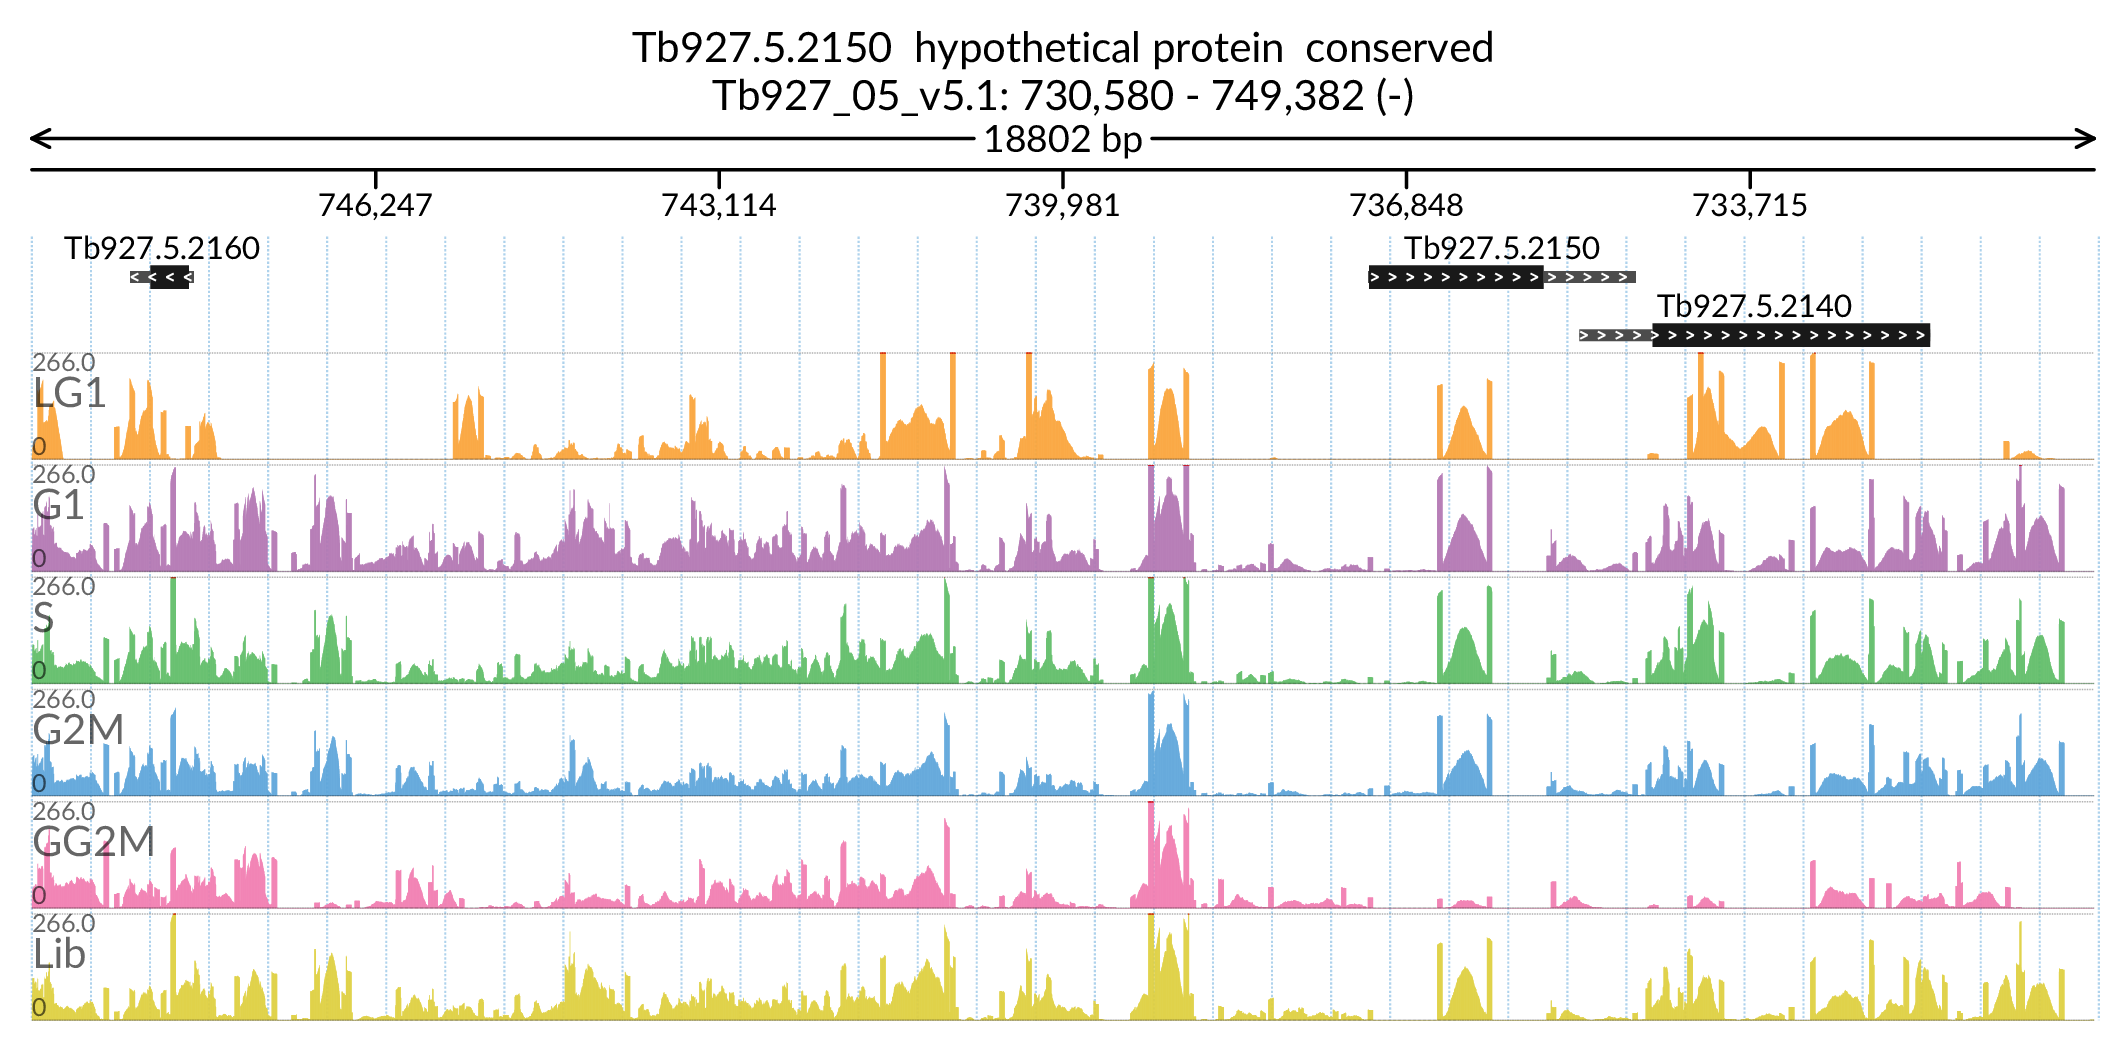 Tb927.5.2150  hypothetical protein  conserved
Tb927_05_v5.1: 730,580 - 749,382 (-)
18802 bp
746,247 743,114 739,981 736,848 733,715
Tb927.5.2160 Tb927.5.2150
Tb927.5.2140
266.0
LG1
0
266.0
G1
0
266.0
S
0
266.0
G2M
0
266.0
GG2M
0
266.0
Lib
0